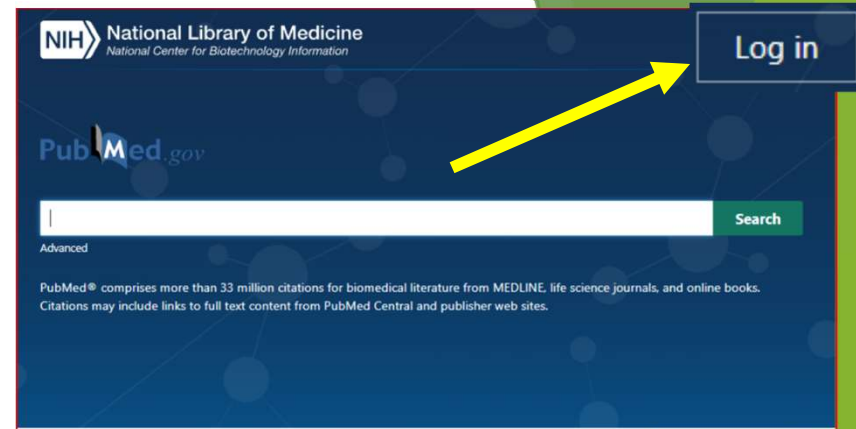 NIH National Library of Medicine
National Center for Biotechnology Information
Log in
PubMed.gov
Search
Advanced
PubMed® comprises more than 33 million citations for biomedical literature from MEDLINE, life science journals, and online books.
Citations may include links to full text content from PubMed Central and publisher web sites.